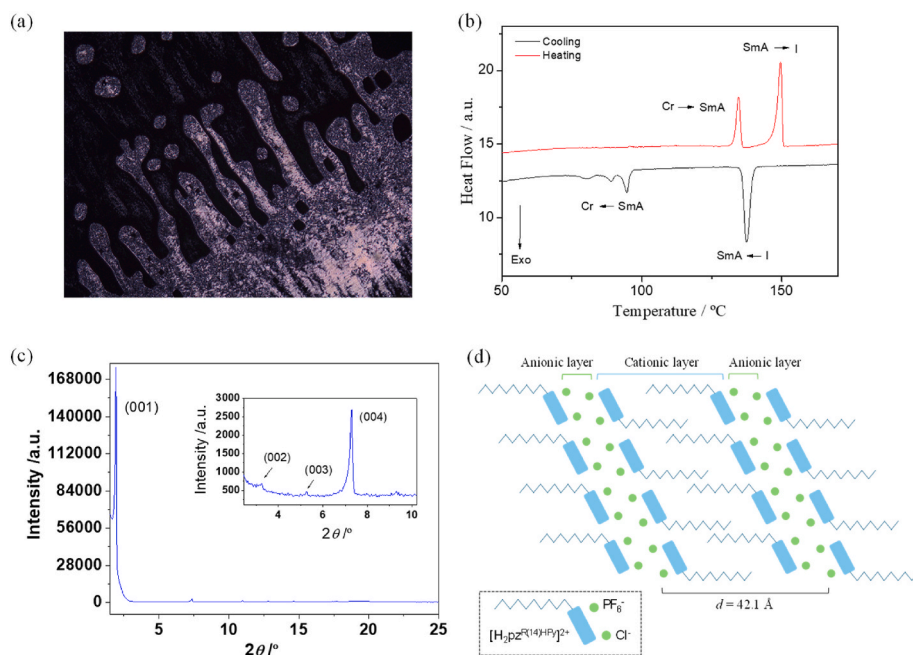 (a)
(b)
Cooling
Heating
SmA → I
Cr → SmA
Cr ← SmA
SmA ← I
Exo
20
15
10
Heat Flow / a.u.
50
100
150
Temperature / ºC
(c)
168000
140000
112000
84000
56000
28000
0
Intensity /a.u.
(001)
3000
2500
2000
1500
1000
500
Intensity /a.u.
(002)
(003)
(004)
4
6
8
10
2θ/º
5
10
15
20
25
2θ/º
(d)
Anionic layer
Cationic layer
Anionic layer
d = 42.1 Å
PF₆⁻
[H₂pzᴿ⁽¹⁴⁾ᴴᴾʸ]²⁺
Cl⁻